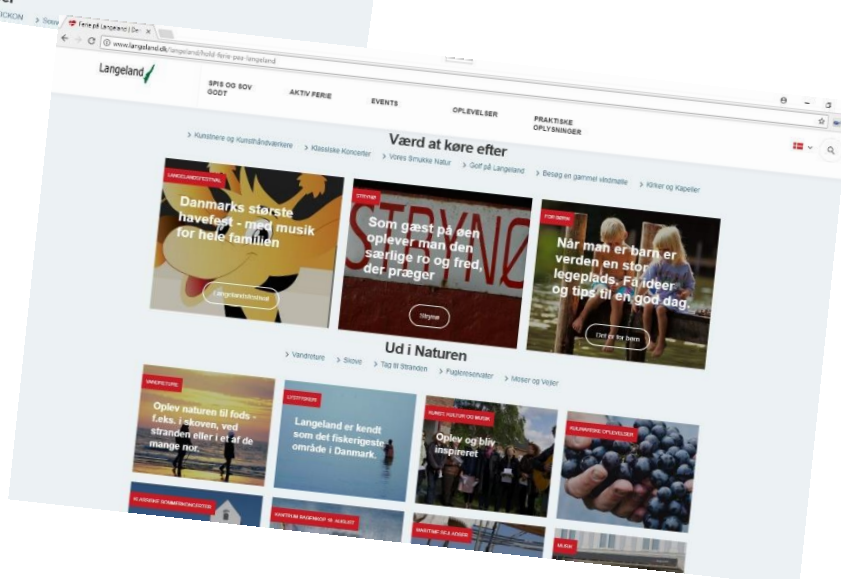 Ferie på Langeland | De
www.langeland.dk/langeland/hold-ferie-paa-langeland
Langeland
SPIS OG SOV
GODT
AKTIV FERIE
EVENTS
OPLEVELSER
PRAKTISKE
OPLYSNINGER
Værd at køre efter
> Kunstnere og Kunsthåndværkere > Klassiske Koncerter > Vores Smukke Natur > Golf på Langeland > Besøg en gammel vindmølle > Kirker og Kapeller
LANGELANDSFESTIVAL
Danmarks største
havefest - med musik
for hele familien
Langelandsfestival
STRYNØ
STRYNØ
Som gæst på øen
oplever man den
særlige ro og fred,
der præger
Strynø
FOR BØRN
Når man er barn er
verden en stor
legeplads. Få ideer
og tips til en god dag.
Det er for børn
Ud i Naturen
> Vandreture > Skove > Tag til Stranden > Fuglereservater > Moser og Vejler
VANDRETURE
Oplev naturen til fods -
f.eks. i skoven, ved
stranden eller i et af de
mange nor.
LYSTFISKERI
Langeland er kendt
som det fiskerigeste
område i Danmark.
KUNST, KULTUR OG MUSIK
Oplev og bliv
inspireret
KULINARISKE OPLEVELSER
KLASSISKE SOMMERKONCERTER
KANTRUM BAGENKOP 18. AUGUST
MARITIME SEJLADSER
MUSIK